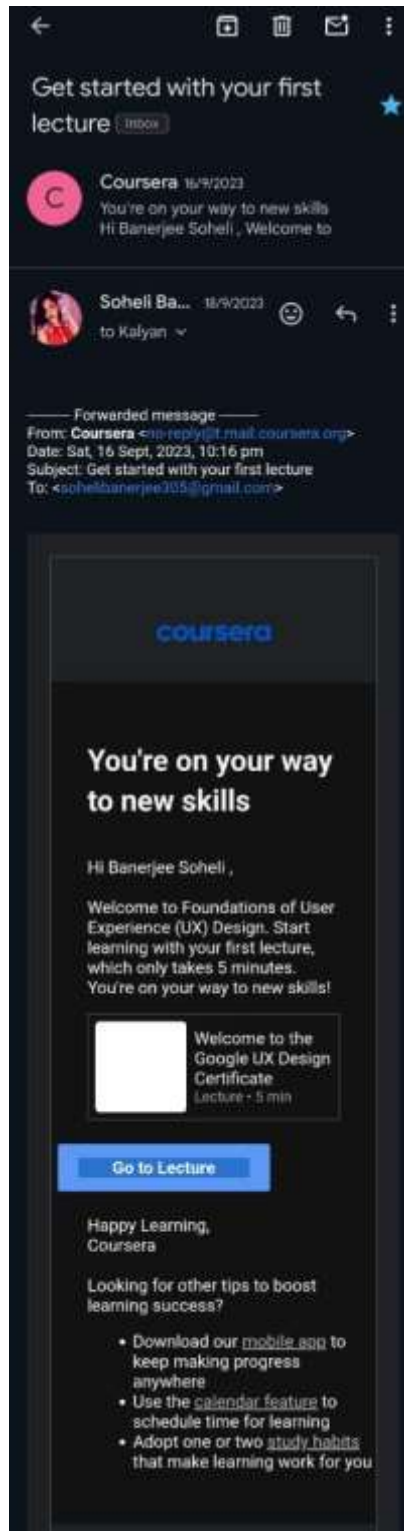 Get started with your first
lecture Inbox
C
Coursera 16/9/2023
You're on your way to new skills
Hi Banerjee Soheli , Welcome to
Soheli Ba... 18/9/2023
to Kalyan
Forwarded message
From: Coursera <no-reply@t.mail.coursera.org>
Date: Sat, 16 Sept, 2023, 10:16 pm
Subject: Get started with your first lecture
To: <sohelibanerjee305@gmail.com>
coursera
You're on your way
to new skills
Hi Banerjee Soheli ,
Welcome to Foundations of User
Experience (UX) Design. Start
learning with your first lecture,
which only takes 5 minutes.
You're on your way to new skills!
Welcome to the
Google UX Design
Certificate
Lecture • 5 min
Go to Lecture
Happy Learning,
Coursera
Looking for other tips to boost
learning success?
• Download our mobile app to
keep making progress
anywhere
• Use the calendar feature to
schedule time for learning
• Adopt one or two study habits
that make learning work for you